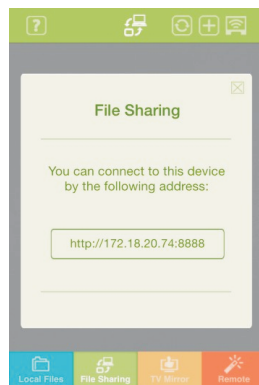 ?
File Sharing
You can connect to this device
by the following address:
http://172.18.20.74:8888
Local Files File Sharing TV Mirror Remote